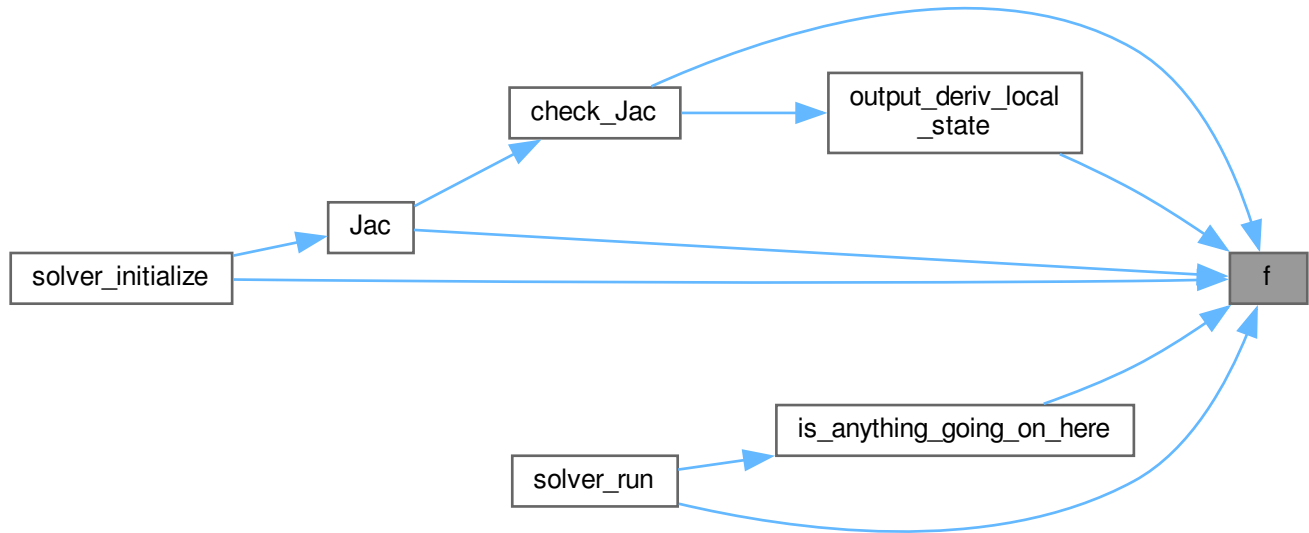 output_deriv_local
_state
check_Jac
Jac
solver_initialize
f
is_anything_going_on_here
solver_run